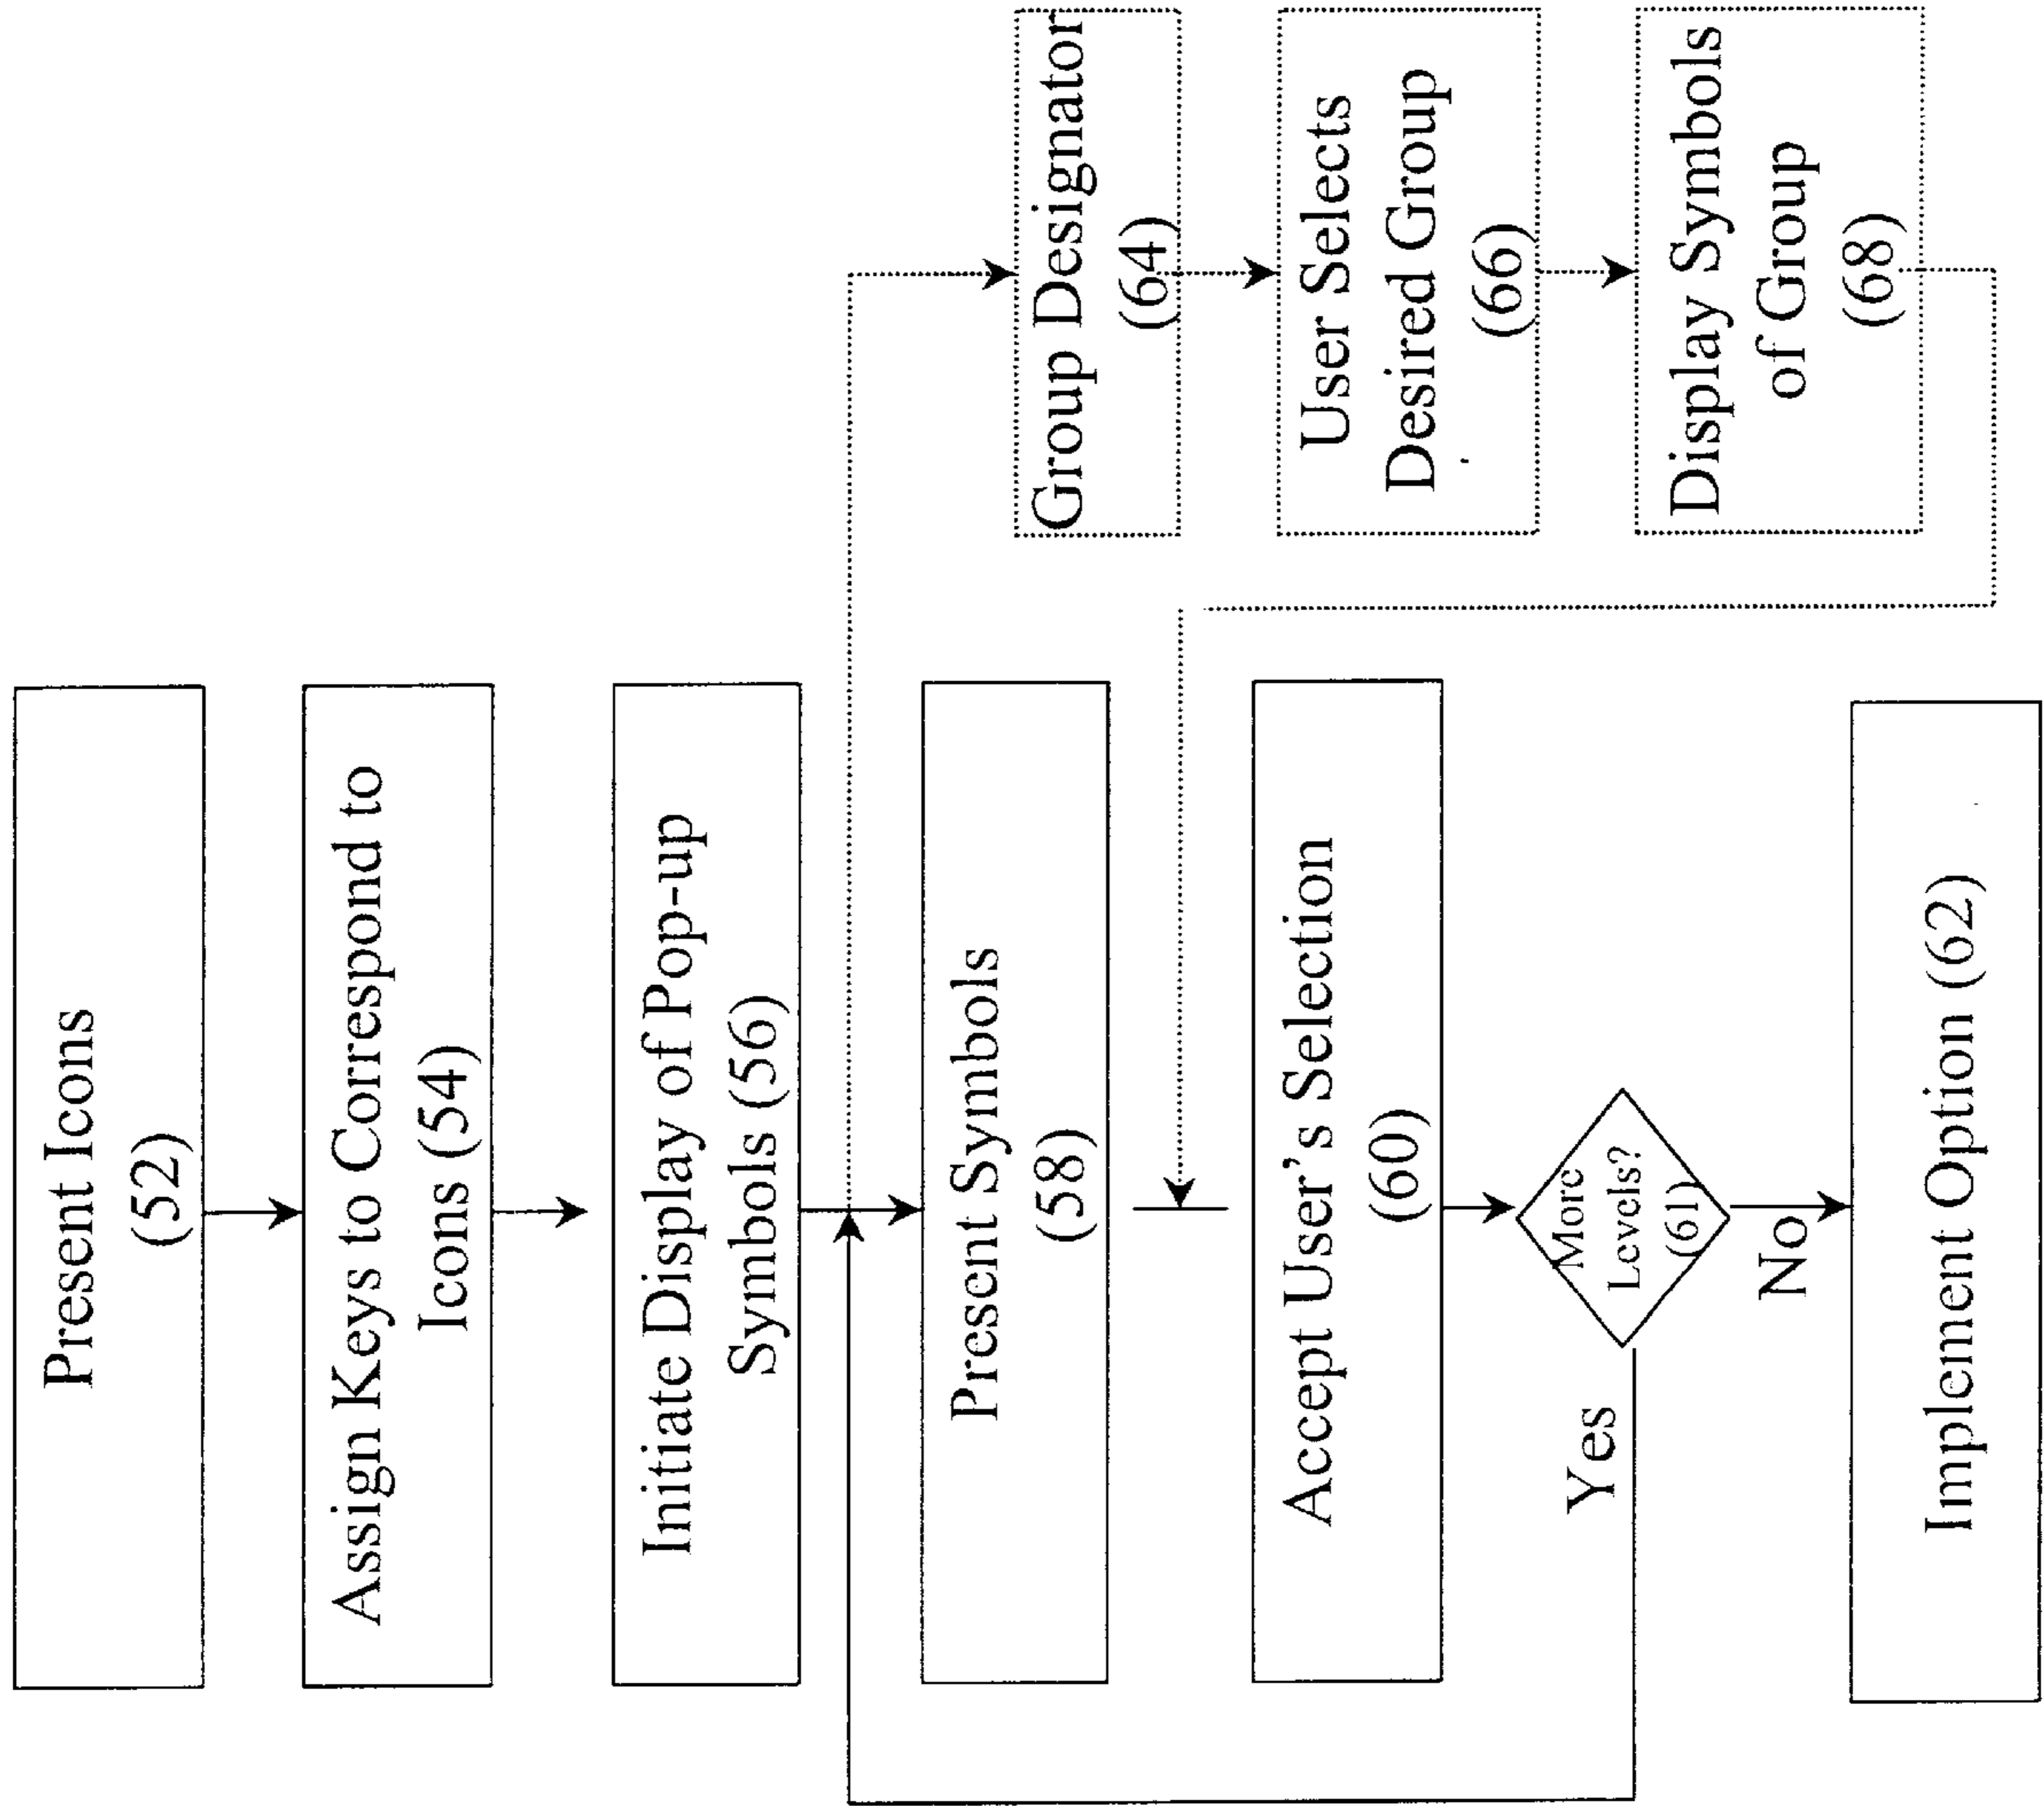 Present Icons
(52)
Assign Keys to Correspond to
Icons (54)
Initiate Display of Pop-up
Symbols (56)
Present Symbols
(58)
Accept User's Selection
(60)
More
Levels?
(61)
Yes
No
Implement Option (62)
Group Designator
(64)
User Selects
Desired Group
(66)
Display Symbols
of Group
(68)